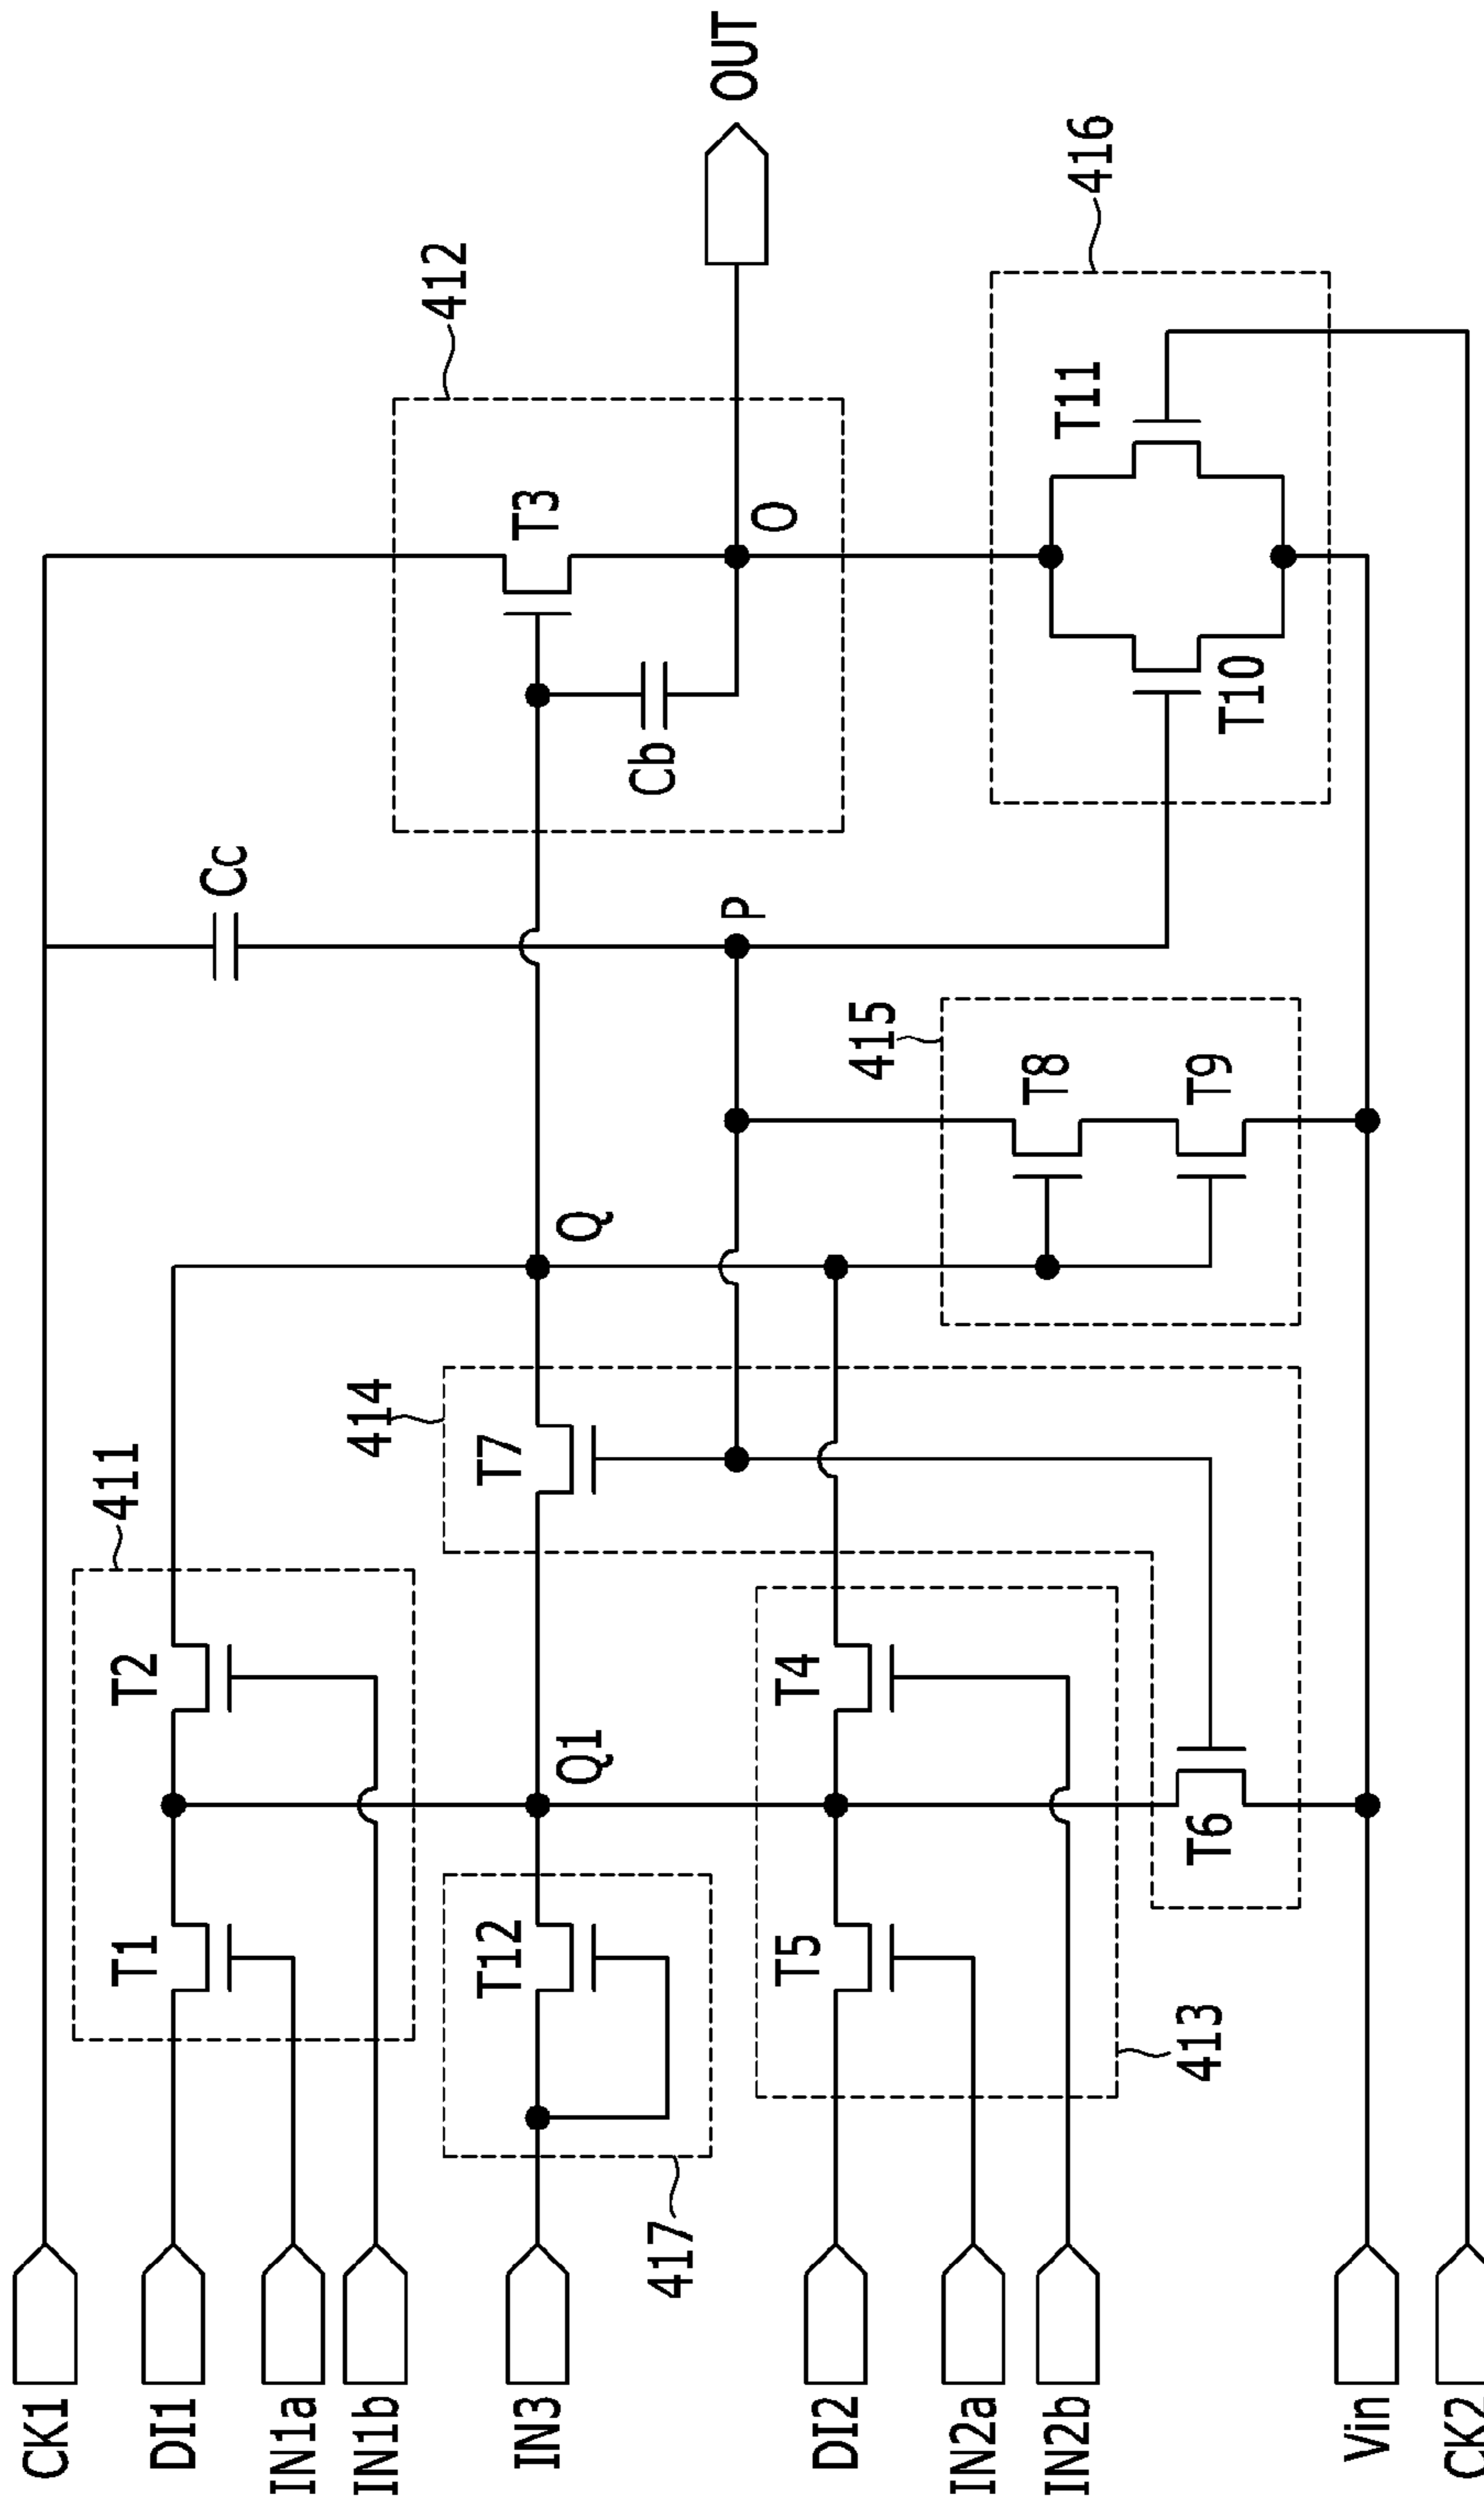 CK1
DI1
IN1a
IN1b
IN3
DI2
IN2a
IN2b
Vin
CK2
411
T1
T2
417
T12
Q1
413
T5
T4
T6
414
T7
Q
415
T8
T9
P
Cc
412
T3
Cb
O
416
T10
T11
OUT